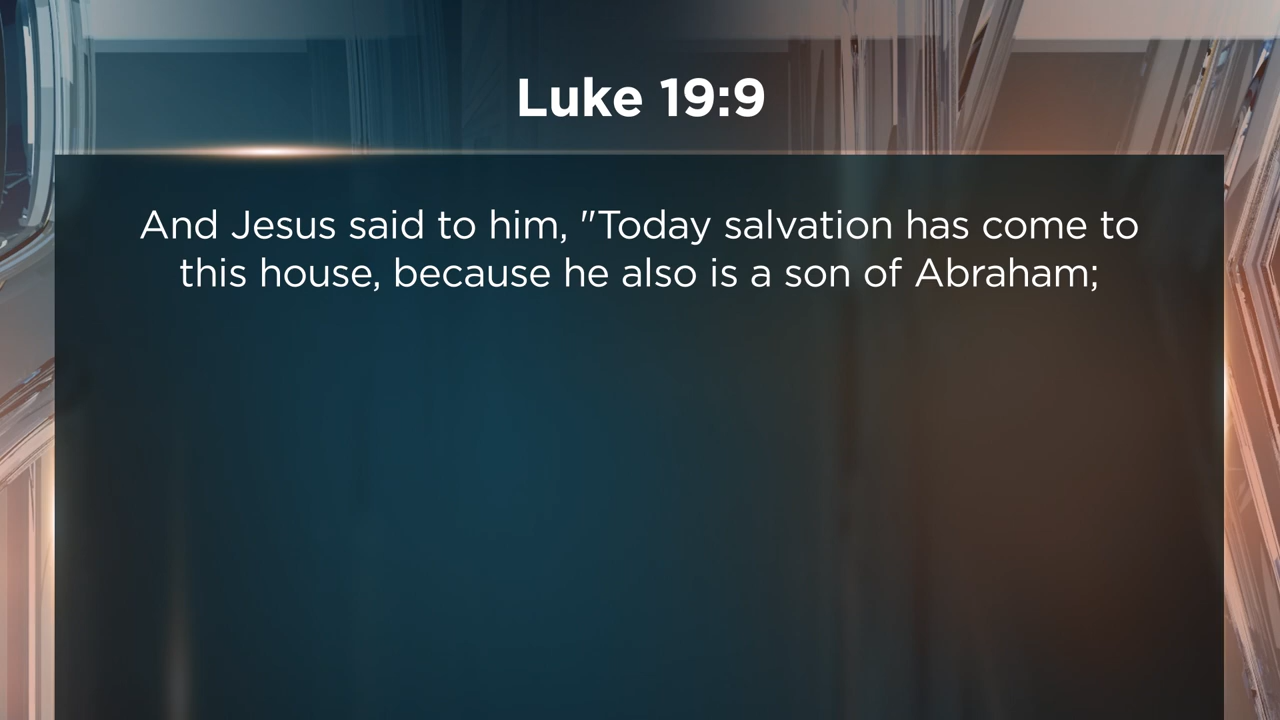 Luke 19:9
And Jesus said to him, "Today salvation has come to
this house, because he also is a son of Abraham;